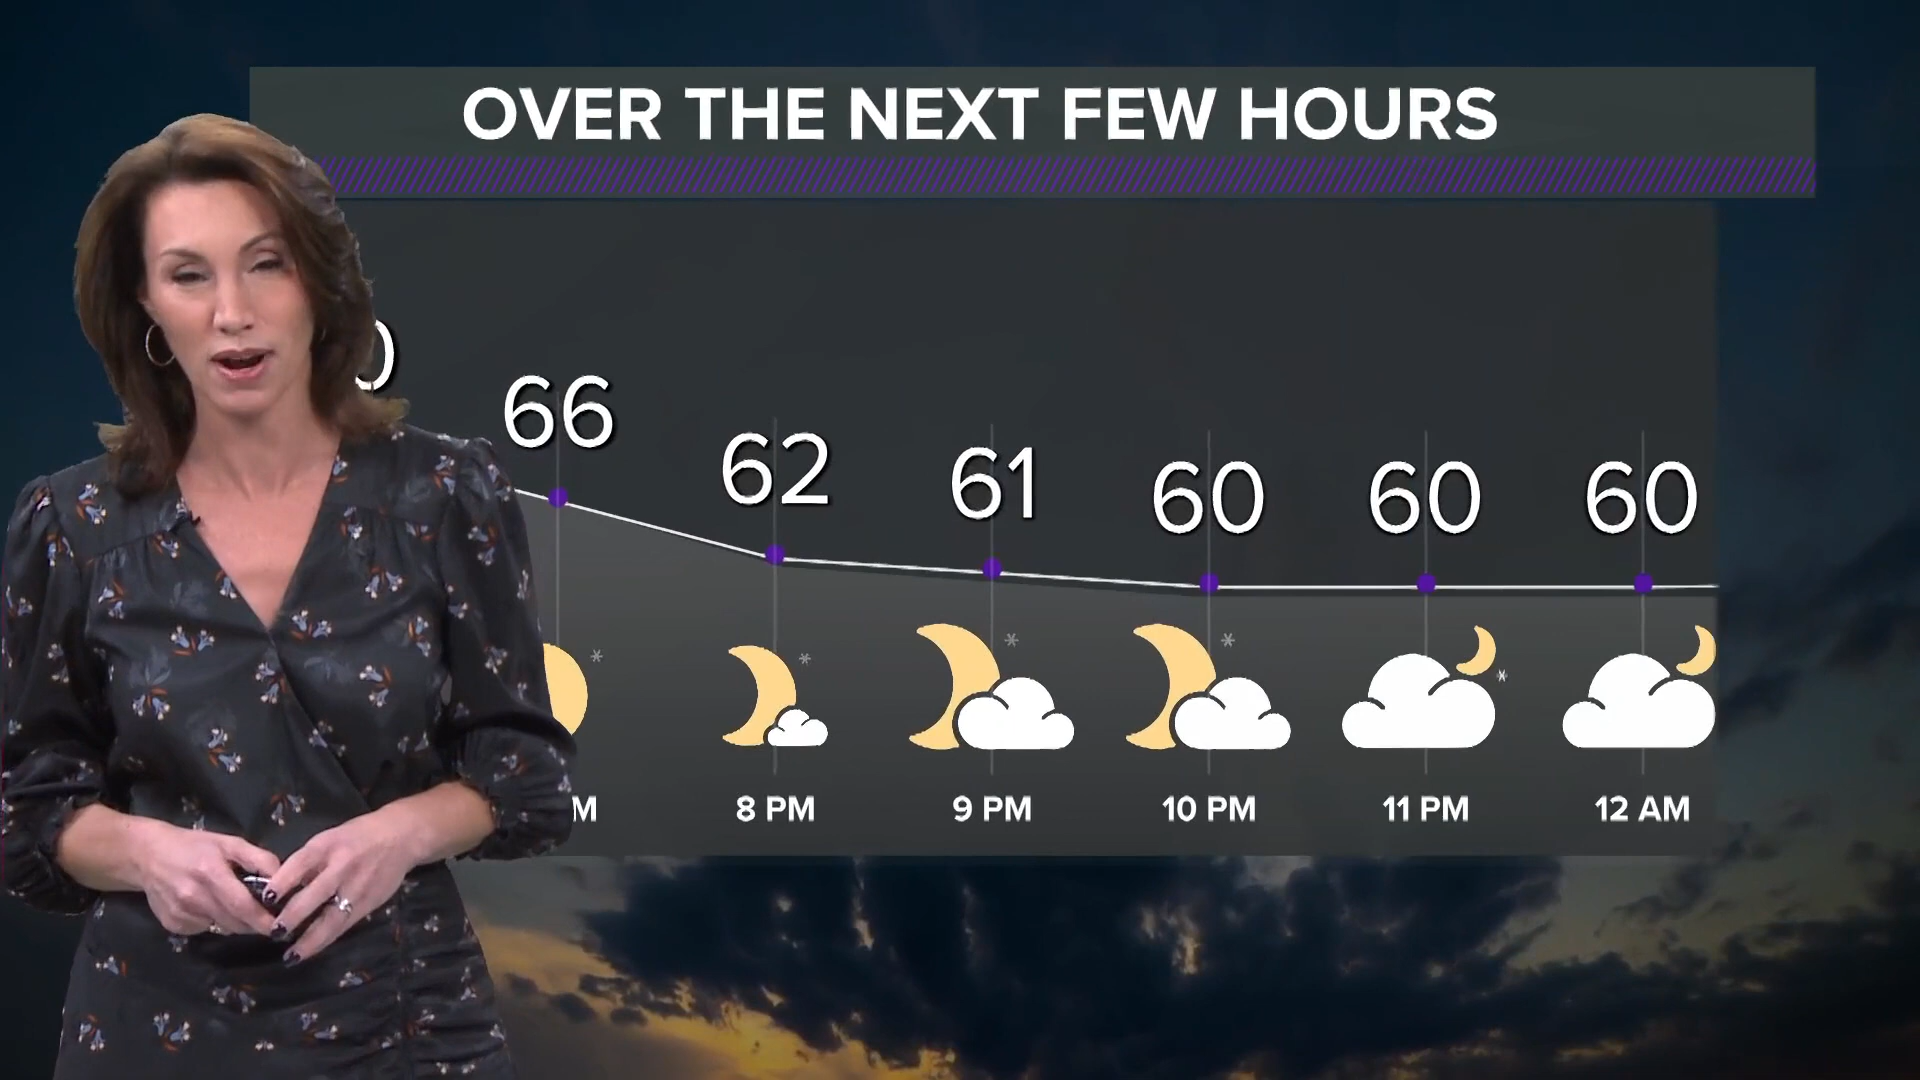 OVER THE NEXT FEW HOURS
66 62 61 60 60 60
8 PM 9 PM 10 PM 11 PM 12 AM